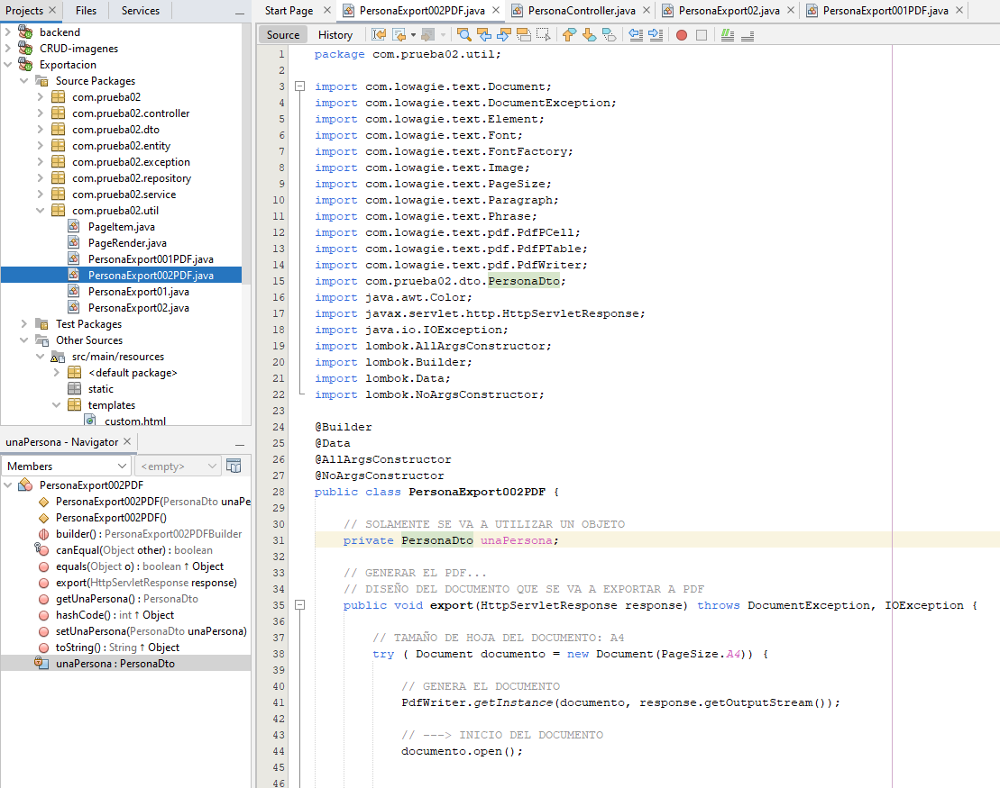 Projects
Files
Services
backend
CRUD-imagenes
Exportacion
Source Packages
com.prueba02
com.prueba02.controller
com.prueba02.dto
com.prueba02.entity
com.prueba02.exception
com.prueba02.repository
com.prueba02.service
com.prueba02.util
PageItem.java
PageRender.java
PersonaExport001PDF.java
PersonaExport002PDF.java
PersonaExport01.java
PersonaExport02.java
Test Packages
Other Sources
src/main/resources
<default package>
static
templates
custom.html
unaPersona - Navigator
Members
<empty>
PersonaExport002PDF
PersonaExport002PDF(PersonaDto unaPe
PersonaExport002PDF()
builder() : PersonaExport002PDFBuilder
canEqual(Object other) : boolean
equals(Object o) : boolean ↑ Object
export(HttpServletResponse response)
getUnaPersona() : PersonaDto
hashCode() : int ↑ Object
setUnaPersona(PersonaDto unaPersona)
toString() : String ↑ Object
unaPersona : PersonaDto
Start Page
PersonaExport002PDF.java
PersonaController.java
PersonaExport02.java
PersonaExport001PDF.java
Source
History
1 package com.prueba02.util;
2
3 import com.lowagie.text.Document;
4 import com.lowagie.text.DocumentException;
5 import com.lowagie.text.Element;
6 import com.lowagie.text.Font;
7 import com.lowagie.text.FontFactory;
8 import com.lowagie.text.Image;
9 import com.lowagie.text.PageSize;
10 import com.lowagie.text.Paragraph;
11 import com.lowagie.text.Phrase;
12 import com.lowagie.text.pdf.PdfPCell;
13 import com.lowagie.text.pdf.PdfPTable;
14 import com.lowagie.text.pdf.PdfWriter;
15 import com.prueba02.dto.PersonaDto;
16 import java.awt.Color;
17 import javax.servlet.http.HttpServletResponse;
18 import java.io.IOException;
19 import lombok.AllArgsConstructor;
20 import lombok.Builder;
21 import lombok.Data;
22 import lombok.NoArgsConstructor;
23
24 @Builder
25 @Data
26 @AllArgsConstructor
27 @NoArgsConstructor
28 public class PersonaExport002PDF {
29
30 // SOLAMENTE SE VA A UTILIZAR UN OBJETO
31 private PersonaDto unaPersona;
32
33 // GENERAR EL PDF...
34 // DISEÑO DEL DOCUMENTO QUE SE VA A EXPORTAR A PDF
35 public void export(HttpServletResponse response) throws DocumentException, IOException {
36
37 // TAMAÑO DE HOJA DEL DOCUMENTO: A4
38 try ( Document documento = new Document(PageSize.A4)) {
39
40 // GENERA EL DOCUMENTO
41 PdfWriter.getInstance(documento, response.getOutputStream());
42
43 // ---> INICIO DEL DOCUMENTO
44 documento.open();
45
46